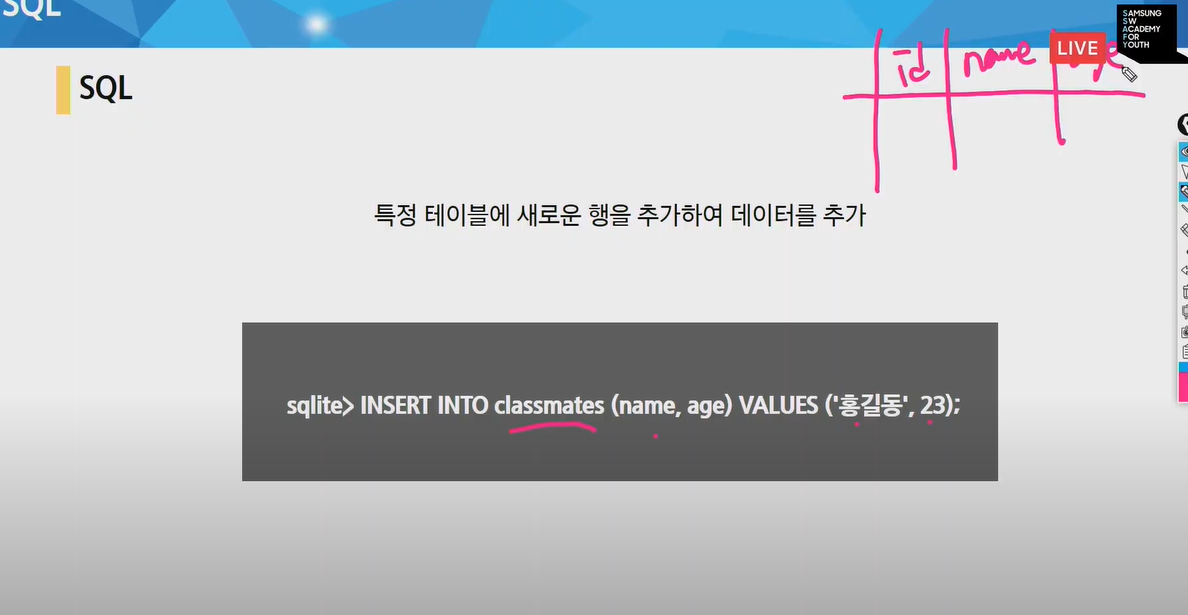 SQL
SAMSUNG
SW
ACADEMY
FOR
YOUTH
LIVE
id name age
SQL
특정 테이블에 새로운 행을 추가하여 데이터를 추가
sqlite> INSERT INTO classmates (name, age) VALUES ('홍길동', 23);